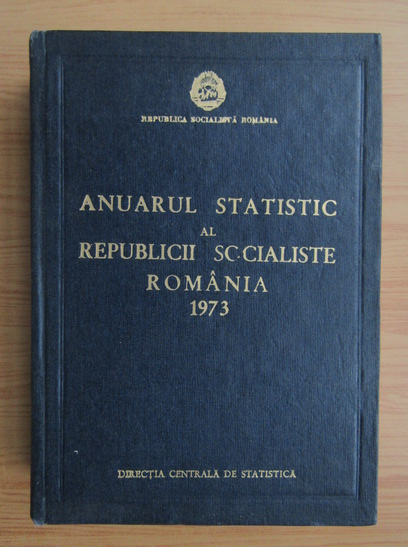 REPUBLICA SOCIALISTĂ ROMÂNIA
ANUARUL STATISTIC
AL
REPUBLICII SOCIALISTE
ROMÂNIA
1973
DIRECȚIA CENTRALĂ DE STATISTICĂ